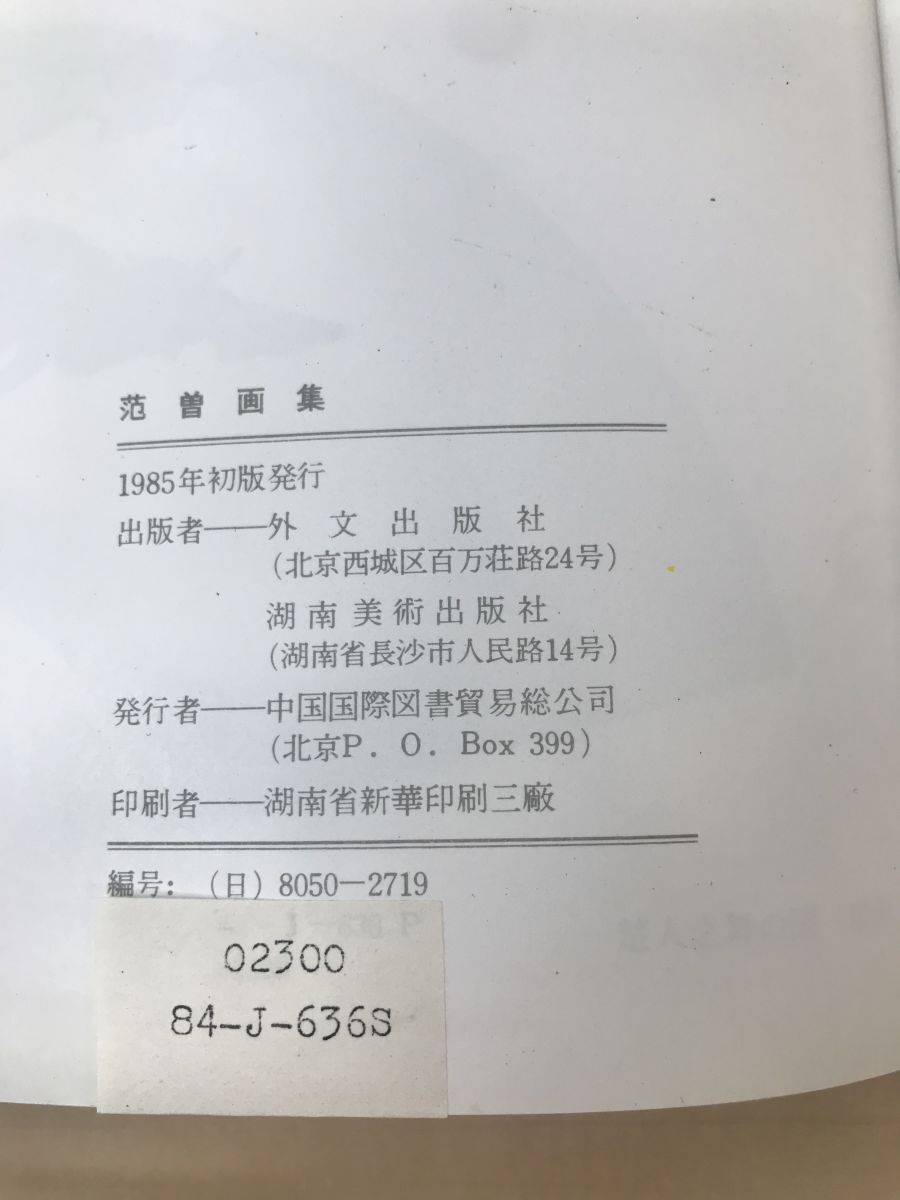 范曽画集
1985年初版発行
出版者——外文出版社
(北京西城区百万荘路24号)
湖南美術出版社
(湖南省長沙市人民路14号)
発行者——中国国際図書貿易総公司
(北京P.O. Box 399)
印刷者——湖南省新華印刷三廠
編号: (日) 8050—2719
02300
84-J-636S